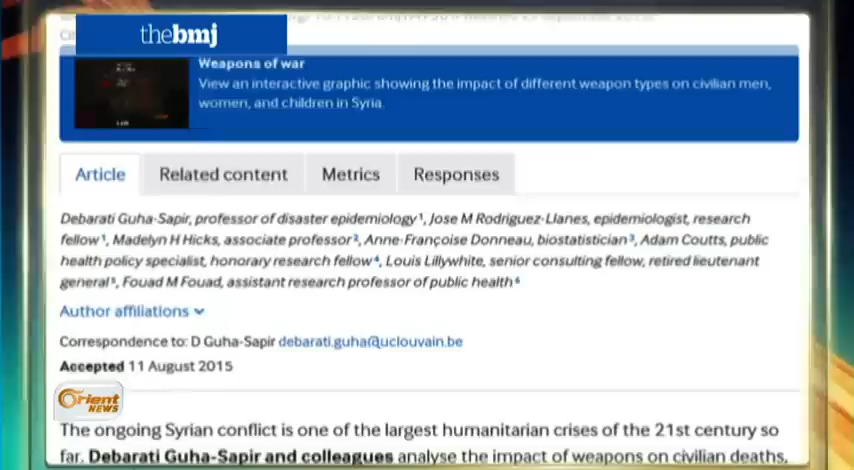 thebmj
Weapons of war
View an interactive graphic showing the impact of different weapon types on civilian men,
women, and children in Syria.
Article Related content Metrics Responses
Debarati Guha-Sapir, professor of disaster epidemiology¹, Jose M Rodriguez-Llanes, epidemiologist, research
fellow¹, Madelyn H Hicks, associate professor², Anne-Françoise Donneau, biostatistician³, Adam Coutts, public
health policy specialist, honorary research fellow⁴, Louis Lillywhite, senior consulting fellow, retired lieutenant
general⁵, Fouad M Fouad, assistant research professor of public health⁶
Author affiliations
Correspondence to: D Guha-Sapir debarati.guha@uclouvain.be
Accepted 11 August 2015
Orient
NEWS
The ongoing Syrian conflict is one of the largest humanitarian crises of the 21st century so
far. Debarati Guha-Sapir and colleagues analyse the impact of weapons on civilian deaths,